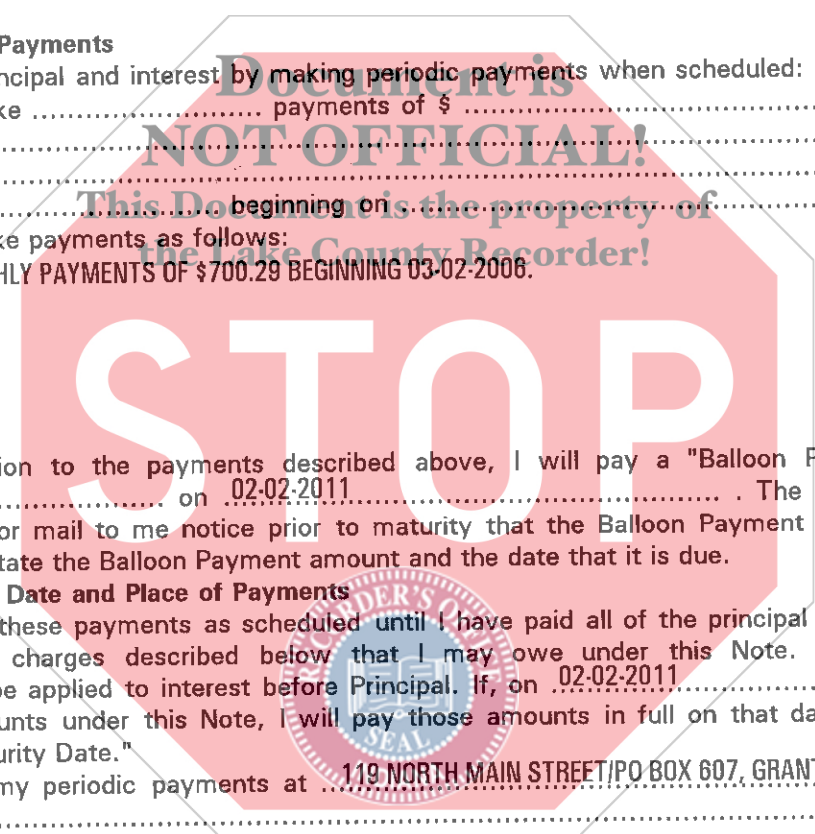 Payments
ncipal and interest by making periodic payments when scheduled:
ke .......................... payments of $ ..........................................
Document is
NOT OFFICIAL!
This Document is the property of
the Lake County Recorder!
beginning on ..........................................
ke payments as follows:
HLY PAYMENTS OF $700.29 BEGINNING 03-02-2006.
STOP
ion to the payments described above, I will pay a "Balloon P
.................... on 02-02-2011 .......................................... . The
or mail to me notice prior to maturity that the Balloon Payment
tate the Balloon Payment amount and the date that it is due.
Date and Place of Payments
these payments as scheduled until I have paid all of the principal
charges described below that I may owe under this Note.
be applied to interest before Principal. If, on 02-02-2011 ....................
unts under this Note, I will pay those amounts in full on that da
urity Date."
my periodic payments at ...119 NORTH MAIN STREET/PO BOX 607, GRANT
RECORDER'S OFFICE
SEAL